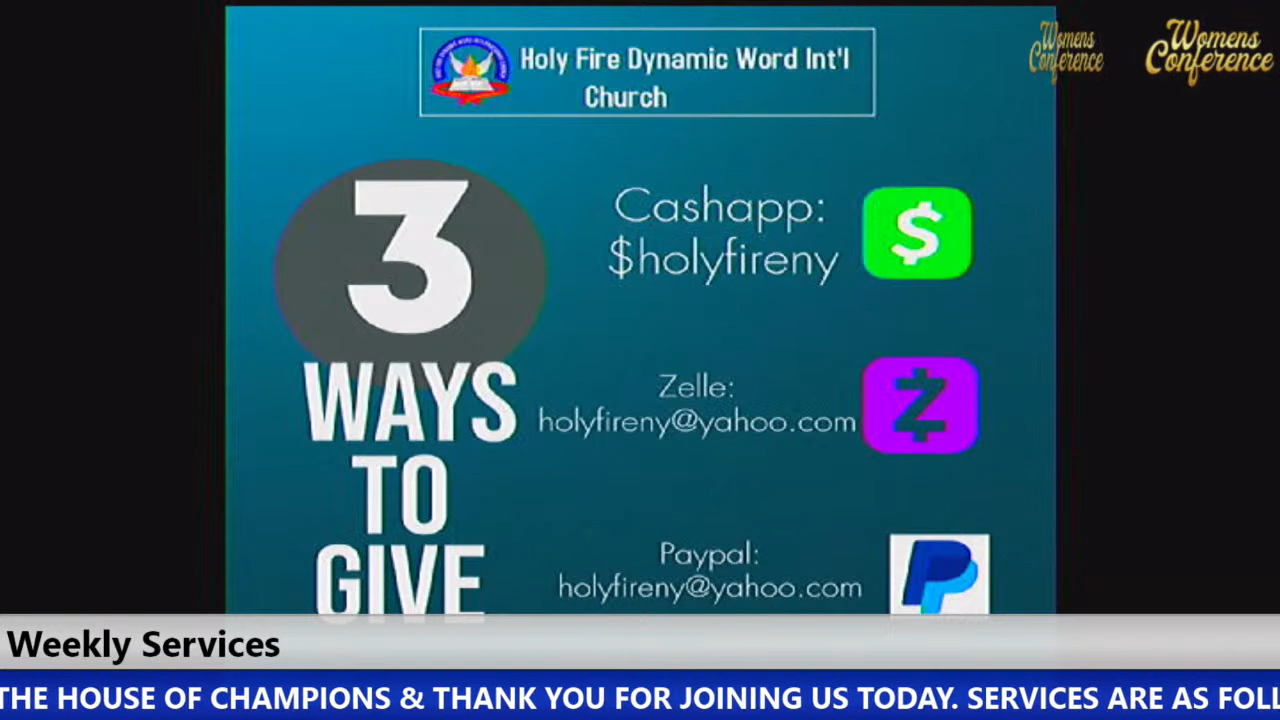 Holy Fire Dynamic Word Int'l
Church
Womens
Conference
Womens
Conference
3
WAYS
TO
GIVE
Cashapp:
$holyfireny
Zelle:
holyfireny@yahoo.com
Paypal:
holyfireny@yahoo.com
Weekly Services
THE HOUSE OF CHAMPIONS & THANK YOU FOR JOINING US TODAY. SERVICES ARE AS